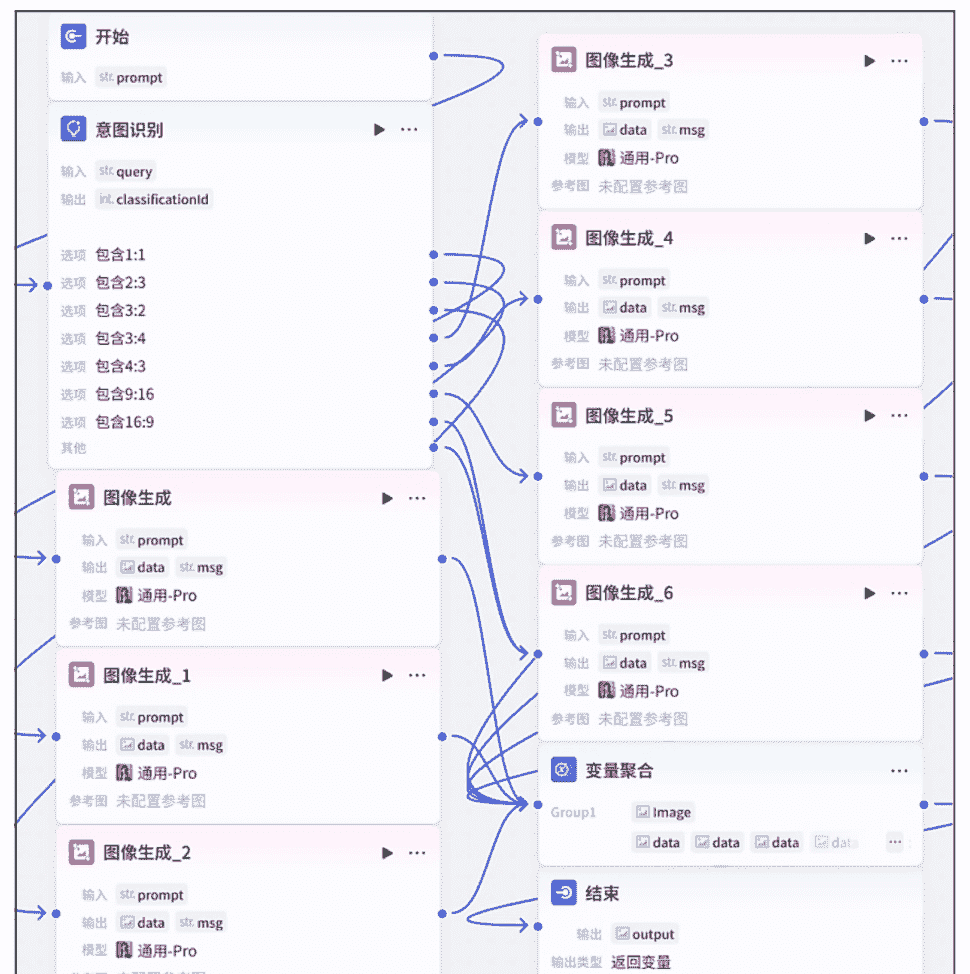 开始
输入 str. prompt
意图识别
输入 str. query
输出 int. classificationId
选项 包含1:1
选项 包含2:3
选项 包含3:2
选项 包含3:4
选项 包含4:3
选项 包含9:16
选项 包含16:9
其他
图像生成
输入 str. prompt
输出 data str. msg
模型 通用-Pro
参考图 未配置参考图
图像生成_1
输入 str. prompt
输出 data str. msg
模型 通用-Pro
参考图 未配置参考图
图像生成_2
输入 str. prompt
输出 data str. msg
模型 通用-Pro
图像生成_3
输入 str. prompt
输出 data str. msg
模型 通用-Pro
参考图 未配置参考图
图像生成_4
输入 str. prompt
输出 data str. msg
模型 通用-Pro
参考图 未配置参考图
图像生成_5
输入 str. prompt
输出 data str. msg
模型 通用-Pro
参考图 未配置参考图
图像生成_6
输入 str. prompt
输出 data str. msg
模型 通用-Pro
参考图 未配置参考图
变量聚合
Group1 Image
data data data data
结束
输出 output
输出类型 返回变量